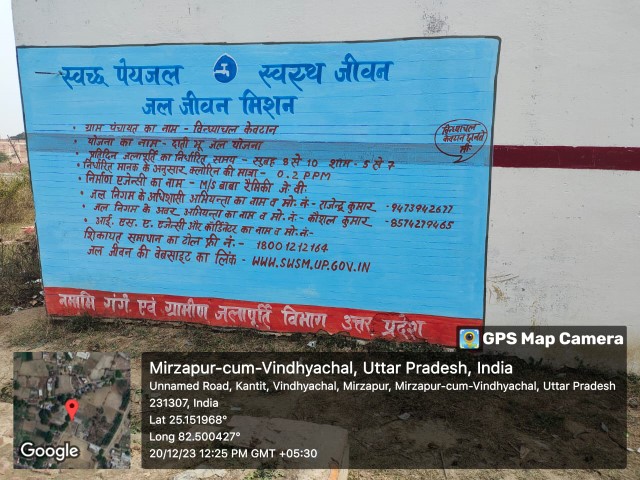 स्वच्छ पेयजल स्वस्थ जीवन
जल जीवन मिशन
• ग्राम पंचायत का नाम - विन्ध्याचल केवटान
• योजना का नाम - दाती भू जल योजना
• प्रतिदिन जलापूर्ति का निर्धारित समय - सुबह 8 से 10 शाम - 5 से 7
• निर्धारित मानक के अनुसार क्लोरिन की मात्रा - 0.2 PPM
• निर्माण एजेन्सी का नाम - M/S बाबा रैमिकी जे.वी.
• जल निगम के अधिशासी अभियन्ता का नाम व मो.नं- राजेन्द्र कुमार - 9473942677
• जल निगम के अवर अभियन्ता का नाम व मो.नं- कौशल कुमार - 8574279465
• आई. एस. ए. एजेन्सी और कोर्डिनेटर का नाम व मो.नं-
शिकायत समाधान का टोल फ्री नं.- 18001212164
जल जीवन की वेबसाइट का लिंक - WWW.SWSM.UP.GOV.IN
विन्ध्याचल
केवटान
नमामि गंगे एवं ग्रामीण जलापूर्ति विभाग उत्तर प्रदेश
GPS Map Camera
Mirzapur-cum-Vindhyachal, Uttar Pradesh, India
Unnamed Road, Kantit, Vindhyachal, Mirzapur, Mirzapur-cum-Vindhyachal, Uttar Pradesh
231307, India
Lat 25.151968°
Long 82.500427°
20/12/23 12:25 PM GMT +05:30
Google